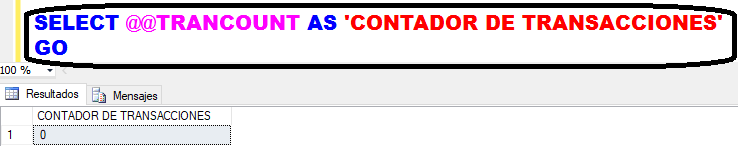 SELECT @@TRANCOUNT AS 'CONTADOR DE TRANSACCIONES'
GO
100 %
Resultados Mensajes
CONTADOR DE TRANSACCIONES
1 0